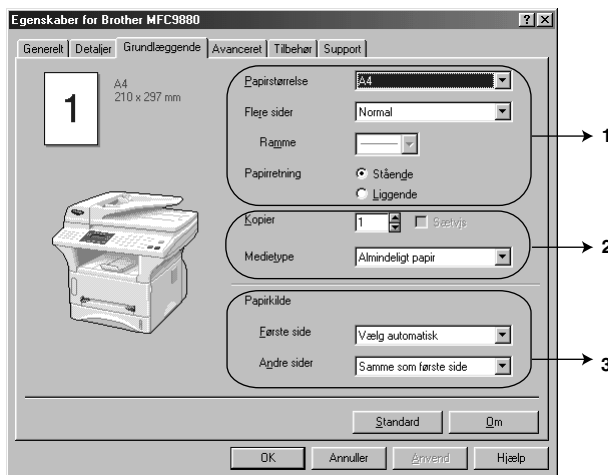 Egenskaber for Brother MFC9880
Generelt Detaljer Grundlæggende Avanceret Tilbehør Support
1
A4
210 x 297 mm
Papirstørrelse A4
Flere sider Normal
Ramme
1
Papirretning Stående
Liggende
Kopier 1 Sætvis
2
Medietype Almindeligt papir
Papirkilde
Første side Vælg automatisk
Andre sider Samme som første side
3
Standard Om
OK Annuller Anvend Hjælp